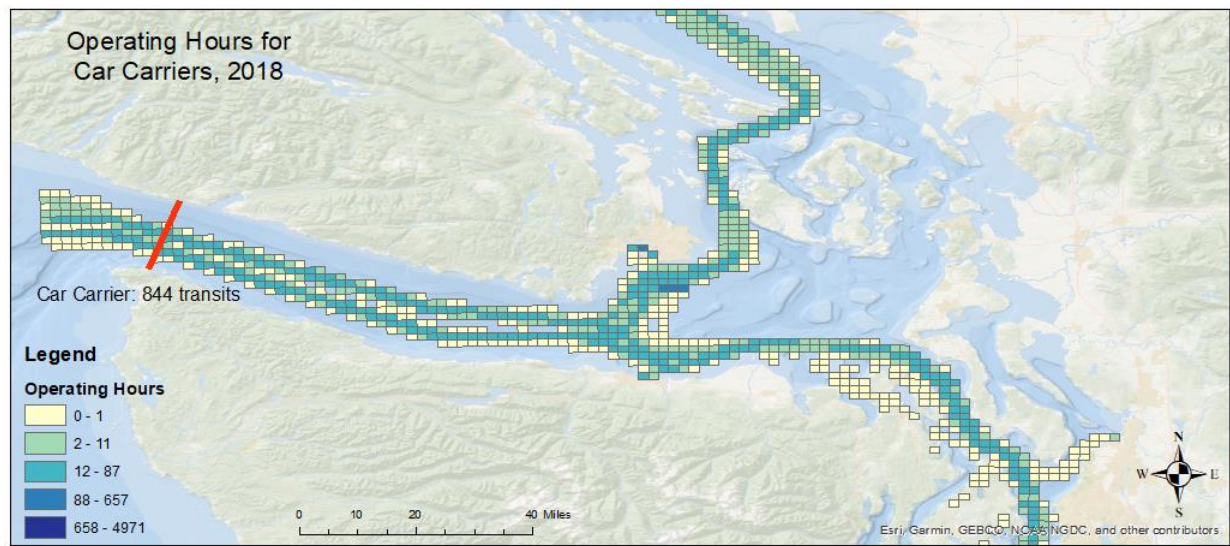 Operating Hours for
Car Carriers, 2018
Car Carrier: 844 transits
Legend
Operating Hours
0 - 1
2 - 11
12 - 87
88 - 657
658 - 4971
0 10 20 40 Miles
N
W E
S
Esri, Garmin, GEBCO, NOAA NGDC, and other contributors